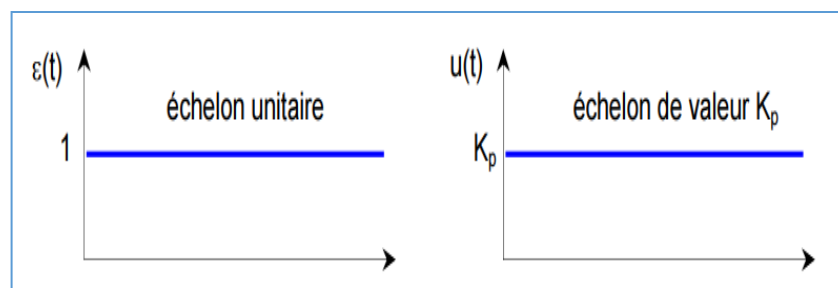 ε(t)
échelon unitaire
1
u(t)
échelon de valeur Kₚ
Kₚ